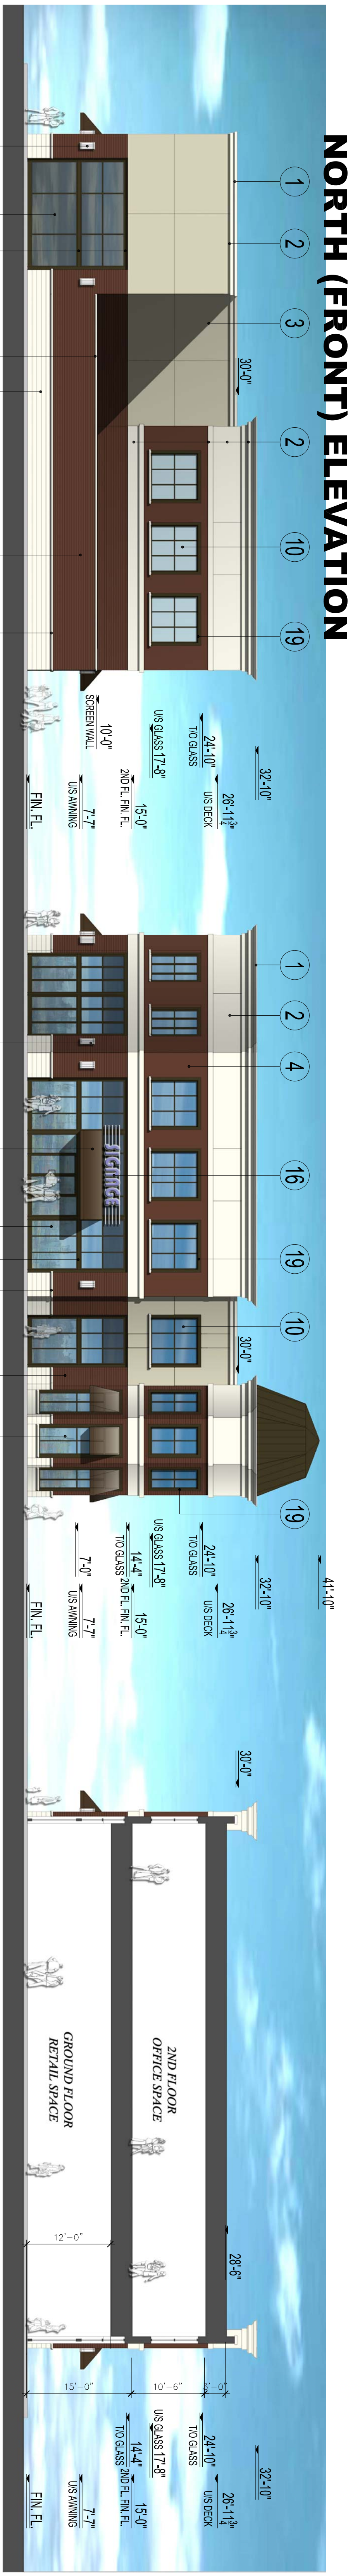 NORTH (FRONT) ELEVATION
1
2
3
30'-0"
2
10
19
32'-10"
26'-11 3/4"
U/S DECK
24'-10"
T/O GLASS
U/S GLASS 17'-8"
15'-0"
2ND FL. FIN. FL.
10'-0"
SCREEN WALL
7'-7"
U/S AWNING
FIN. FL.
1
2
4
16
19
10
30'-0"
19
SIGNAGE
41'-10"
32'-10"
26'-11 3/4"
U/S DECK
24'-10"
T/O GLASS
U/S GLASS 17'-8"
15'-0"
14'-4" 2ND FL. FIN. FL.
T/O GLASS
7'-7"
7'-0" U/S AWNING
FIN. FL.
30'-0"
2ND FLOOR
OFFICE SPACE
GROUND FLOOR
RETAIL SPACE
28'-6"
12'-0"
3'-0"
10'-6"
15'-0"
32'-10"
26'-11 3/4"
U/S DECK
24'-10"
T/O GLASS
U/S GLASS 17'-8"
15'-0"
14'-4" 2ND FL. FIN. FL.
T/O GLASS
7'-7"
U/S AWNING
FIN. FL.